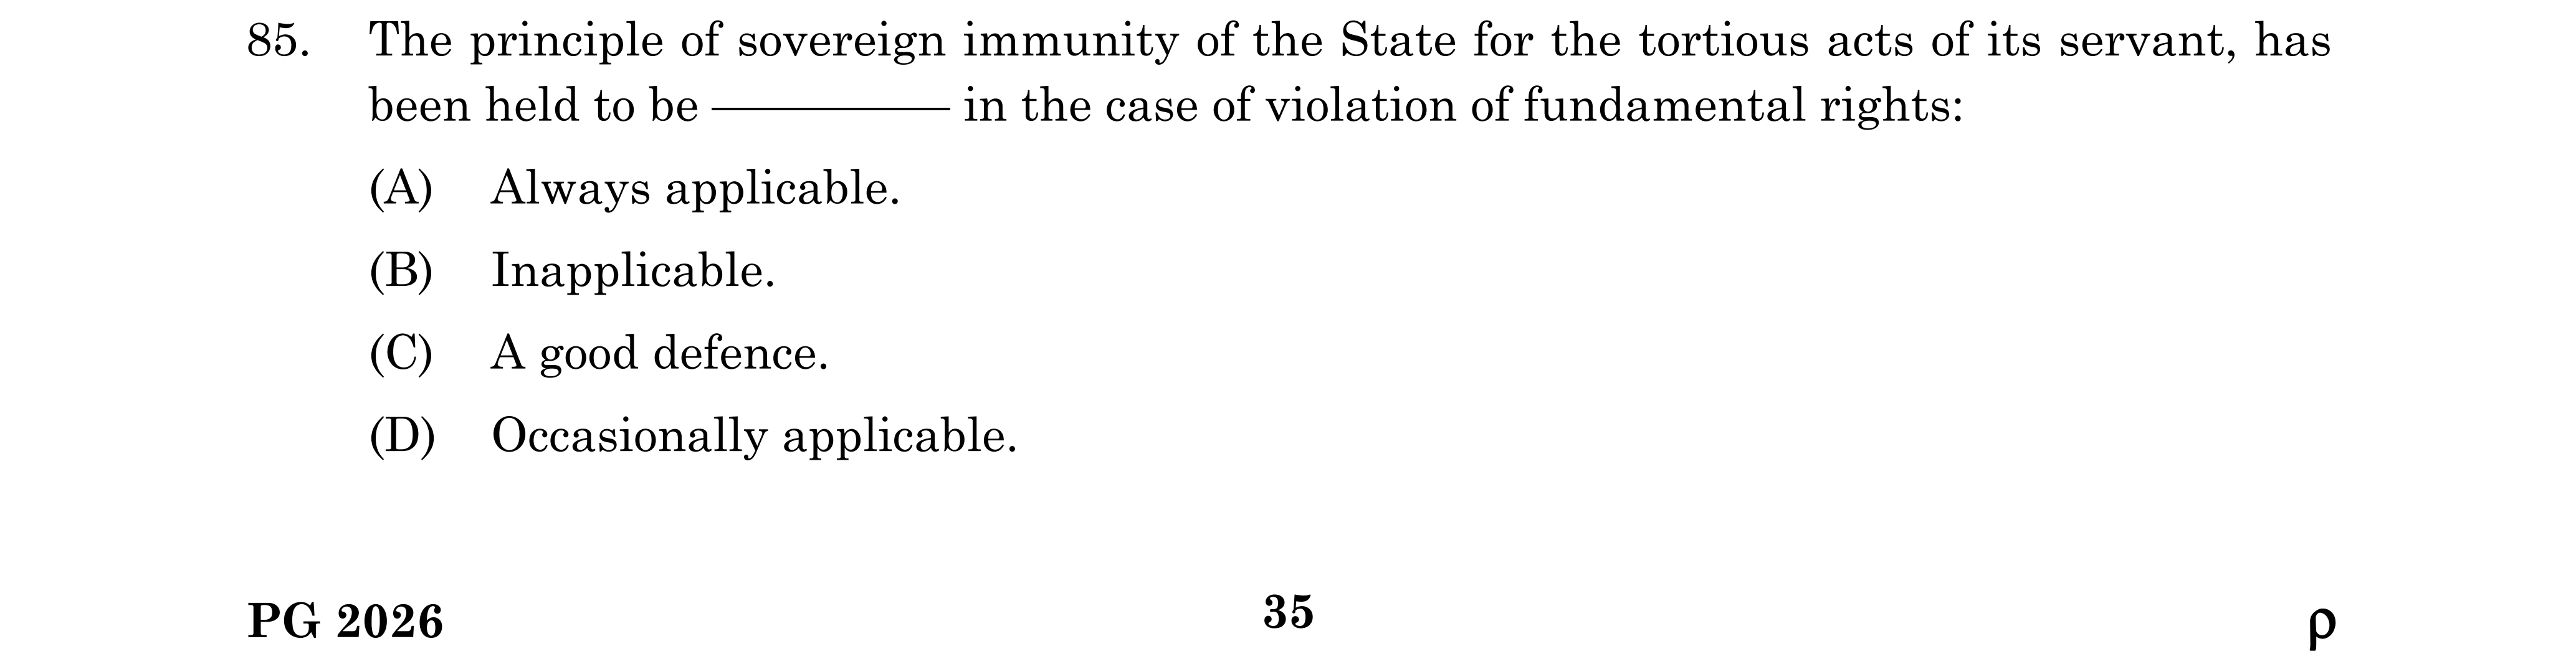 85. The principle of sovereign immunity of the State for the tortious acts of its servant, has
been held to be ———— in the case of violation of fundamental rights:
(A) Always applicable.
(B) Inapplicable.
(C) A good defence.
(D) Occasionally applicable.
PG 2026 35 ρ